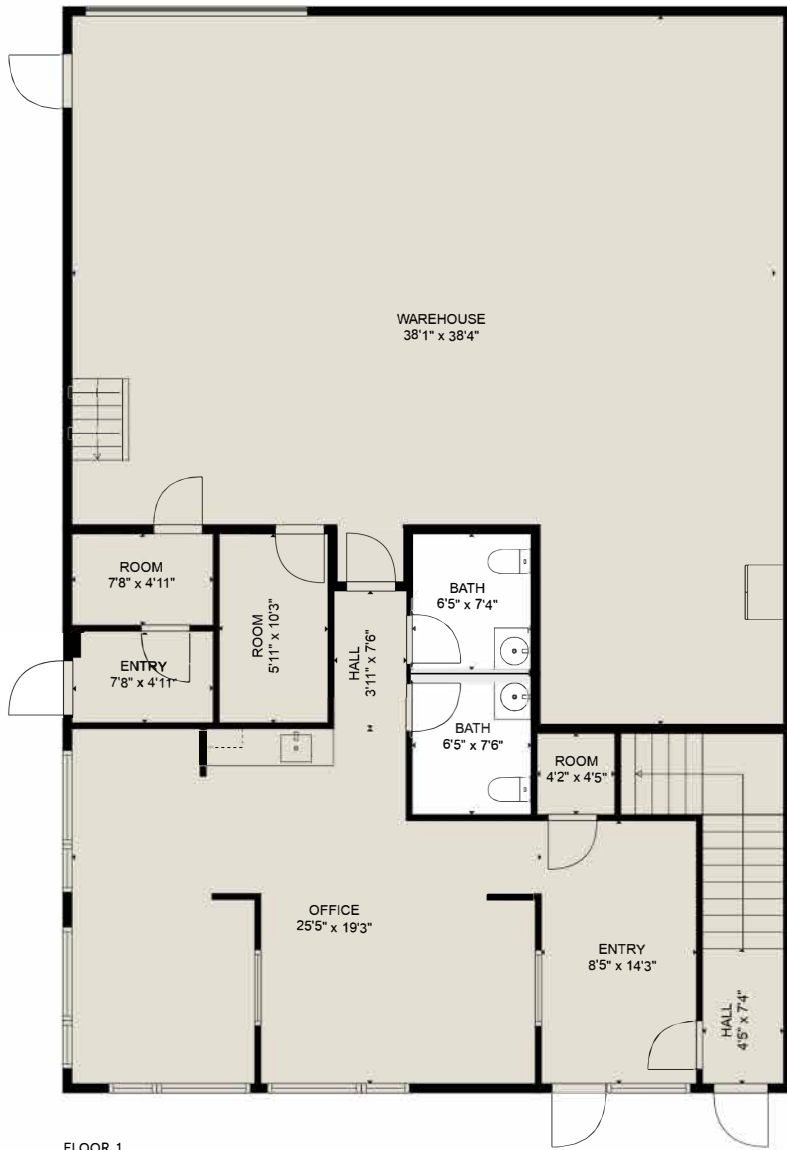 WAREHOUSE
38'1" x 38'4"
ROOM
7'8" x 4'11"
ENTRY
7'8" x 4'11"
ROOM
5'11" x 10'3"
HALL
3'11" x 7'6"
BATH
6'5" x 7'4"
BATH
6'5" x 7'6"
ROOM
4'2" x 4'5"
OFFICE
25'5" x 19'3"
ENTRY
8'5" x 14'3"
HALL
4'5" x 7'4"
FLOOR 1